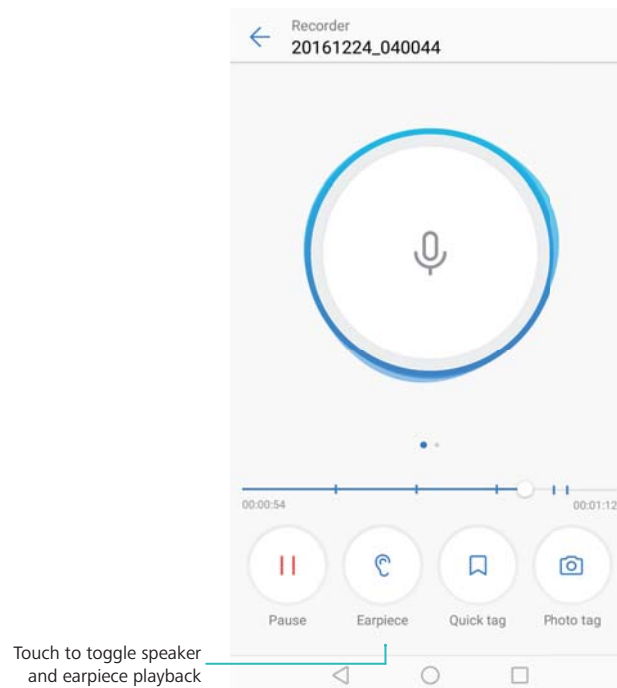 Recorder
20161224_040044
00:00:54 00:01:12
Pause Earpiece Quick tag Photo tag
Touch to toggle speaker
and earpiece playback